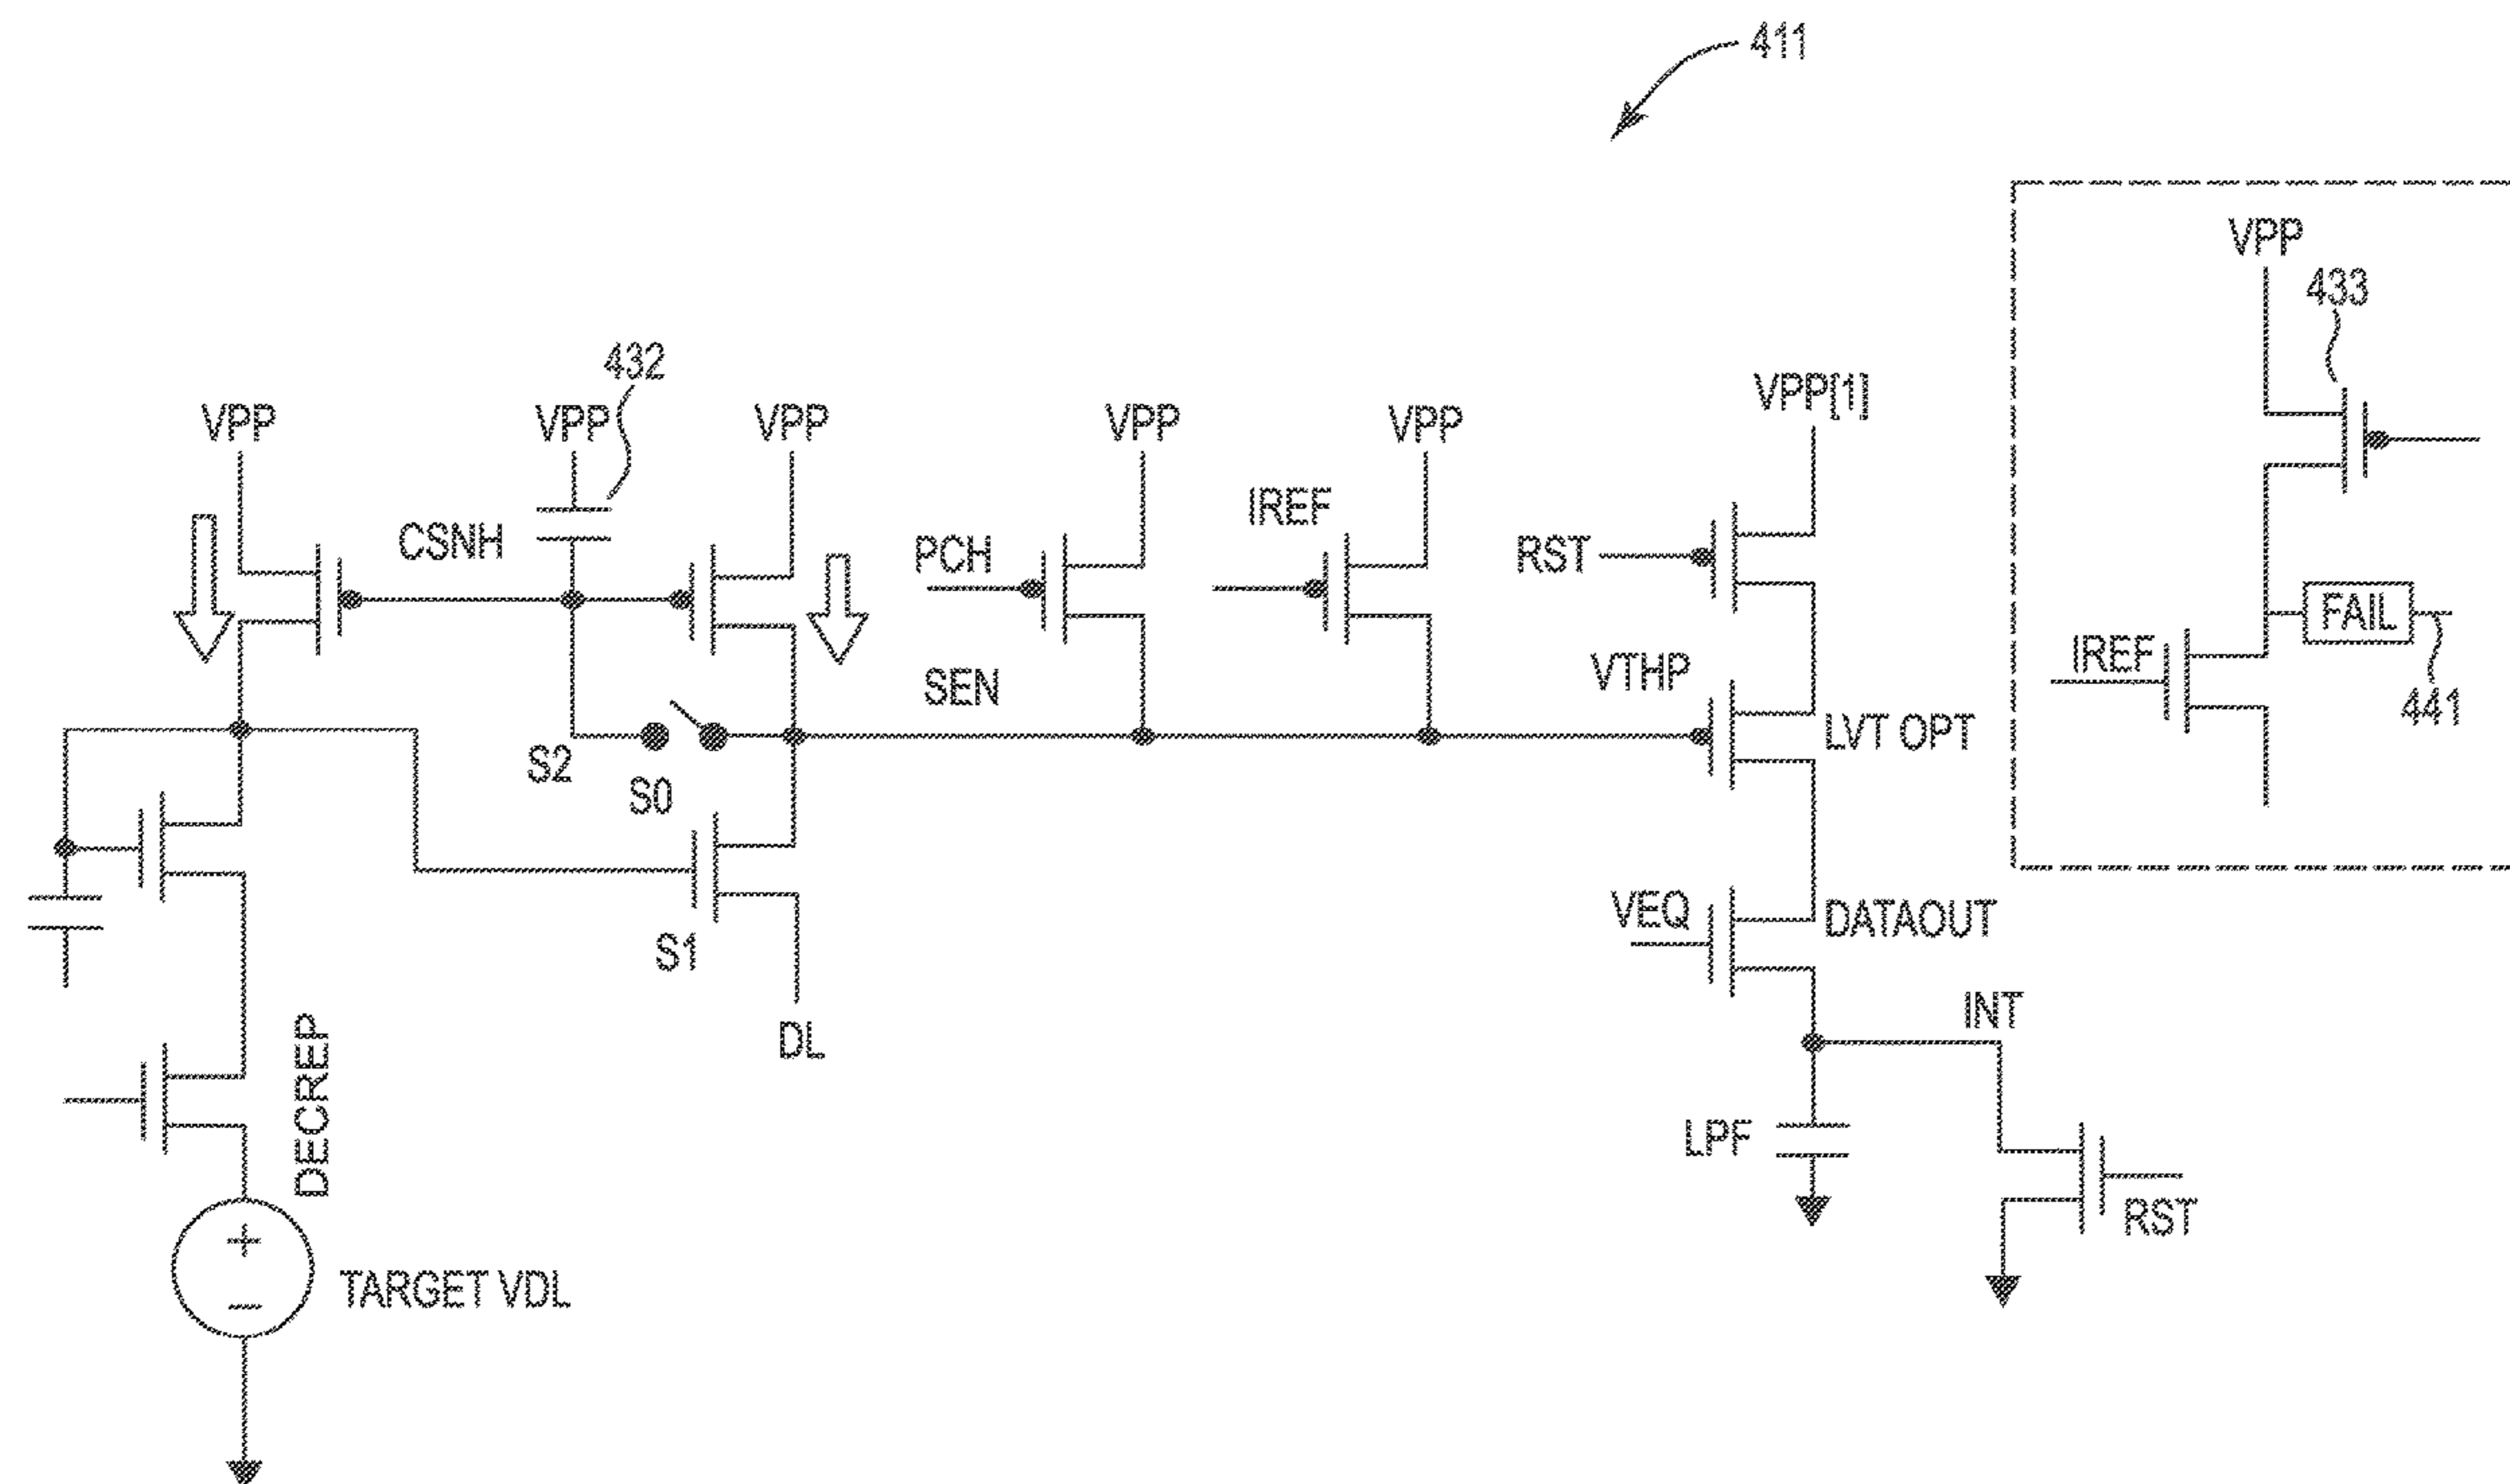 411
VPP
433
432
VPP[1]
VPP
VPP
VPP
VPP
VPP
IREF
CSNH
PCH
RST
FAIL
IREF
VTHP
SEN
441
LVT OPT
S2
S0
VEQ
DATAOUT
S1
INT
DL
DECREP
LPF
RST
TARGET VDL